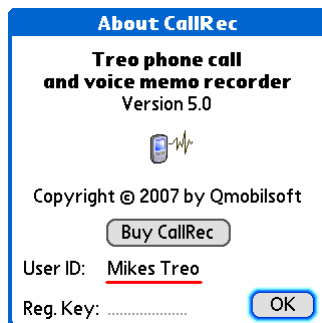 About CallRec
Treo phone call
and voice memo recorder
Version 5.0
Copyright © 2007 by Qmobilsoft
Buy CallRec
User ID: Mikes Treo
Reg. Key: ....................
OK